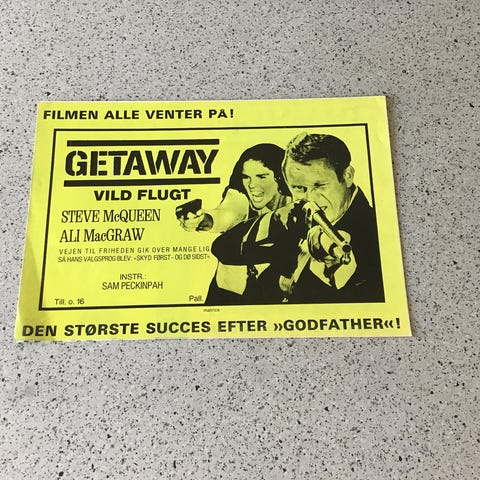 FILMEN ALLE VENTER PÅ!
GETAWAY
VILD FLUGT
STEVE McQUEEN
ALI MacGRAW
VEJEN TIL FRIHEDEN GIK OVER MANGE LIG
SÅ HANS VALGSPROG BLEV: »SKYD FØRST - OG DØ SIDST«
INSTR.:
SAM PECKINPAH
Till. o. 16
Pall.
matrice
DEN STØRSTE SUCCES EFTER »GODFATHER«!